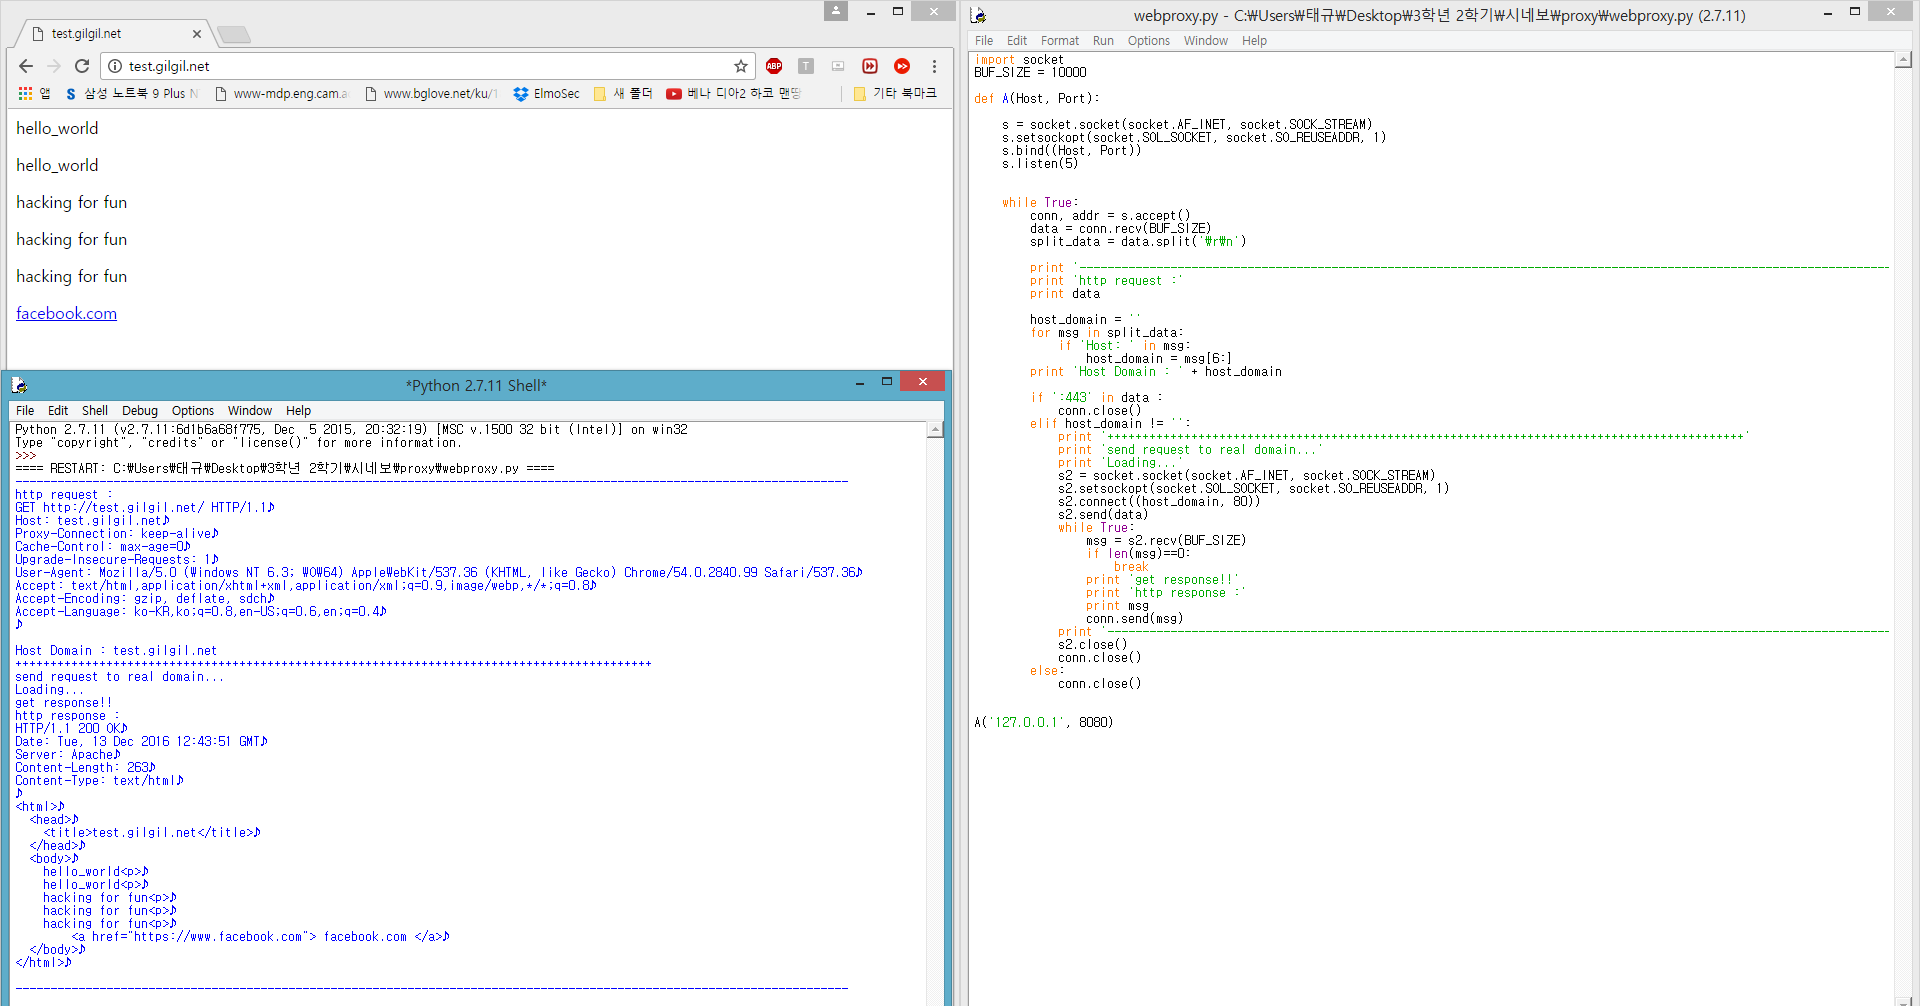 test.gilgil.net
test.gilgil.net
앱
삼성 노트북 9 Plus N
www-mdp.eng.cam.a
www.bglove.net/ku/1
ElmoSec
새 폴더
베나 디아2 하코 맨땅
기타 북마크
hello_world
hello_world
hacking for fun
hacking for fun
hacking for fun
facebook.com
*Python 2.7.11 Shell*
File Edit Shell Debug Options Window Help
Python 2.7.11 (v2.7.11:6d1b6a68f775, Dec  5 2015, 20:32:19) [MSC v.1500 32 bit (Intel)] on win32
Type "copyright", "credits" or "license()" for more information.
>>>
==== RESTART: C:\Users\태규\Desktop\3학년 2학기\시네보\proxy\webproxy.py ====
-----------------------------------------------------------------------------------------------------------------------
http request :
GET http://test.gilgil.net/ HTTP/1.1♪
Host: test.gilgil.net♪
Proxy-Connection: keep-alive♪
Cache-Control: max-age=0♪
Upgrade-Insecure-Requests: 1♪
User-Agent: Mozilla/5.0 (Windows NT 6.3; WOW64) AppleWebKit/537.36 (KHTML, like Gecko) Chrome/54.0.2840.99 Safari/537.36♪
Accept: text/html,application/xhtml+xml,application/xml;q=0.9,image/webp,*/*;q=0.8♪
Accept-Encoding: gzip, deflate, sdch♪
Accept-Language: ko-KR,ko;q=0.8,en-US;q=0.6,en;q=0.4♪
♪
Host Domain : test.gilgil.net
+++++++++++++++++++++++++++++++++++++++++++++++++++++++++++++++++++++++++++++++++++++++++++
send request to real domain...
Loading...
get response!!
http response :
HTTP/1.1 200 OK♪
Date: Tue, 13 Dec 2016 12:43:51 GMT♪
Server: Apache♪
Content-Length: 263♪
Content-Type: text/html♪
♪
<html>♪
  <head>♪
    <title>test.gilgil.net</title>♪
  </head>♪
  <body>♪
    hello_world<p>♪
    hello_world<p>♪
    hacking for fun<p>♪
    hacking for fun<p>♪
    hacking for fun<p>♪
        <a href="https://www.facebook.com"> facebook.com </a>♪
  </body>♪
</html>♪
-----------------------------------------------------------------------------------------------------------------------
webproxy.py - C:\Users\태규\Desktop\3학년 2학기\시네보\proxy\webproxy.py (2.7.11)
File Edit Format Run Options Window Help
import socket
BUF_SIZE = 10000
def A(Host, Port):
    s = socket.socket(socket.AF_INET, socket.SOCK_STREAM)
    s.setsockopt(socket.SOL_SOCKET, socket.SO_REUSEADDR, 1)
    s.bind((Host, Port))
    s.listen(5)
    while True:
        conn, addr = s.accept()
        data = conn.recv(BUF_SIZE)
        split_data = data.split('\r\n')
        print '--------------------------------------------------------------------------------------------------------------------
        print 'http request :'
        print data
        host_domain = ''
        for msg in split_data:
            if 'Host: ' in msg:
                host_domain = msg[6:]
        print 'Host Domain : ' + host_domain
        if ':443' in data :
            conn.close()
        elif host_domain != '':
            print '+++++++++++++++++++++++++++++++++++++++++++++++++++++++++++++++++++++++++++++++++++++++++++'
            print 'send request to real domain...'
            print 'Loading...'
            s2 = socket.socket(socket.AF_INET, socket.SOCK_STREAM)
            s2.setsockopt(socket.SOL_SOCKET, socket.SO_REUSEADDR, 1)
            s2.connect((host_domain, 80))
            s2.send(data)
            while True:
                msg = s2.recv(BUF_SIZE)
                if len(msg)==0:
                    break
                print 'get response!!'
                print 'http response :'
                print msg
                conn.send(msg)
            print '----------------------------------------------------------------------------------------------------------------
            s2.close()
            conn.close()
        else:
            conn.close()
A('127.0.0.1', 8080)